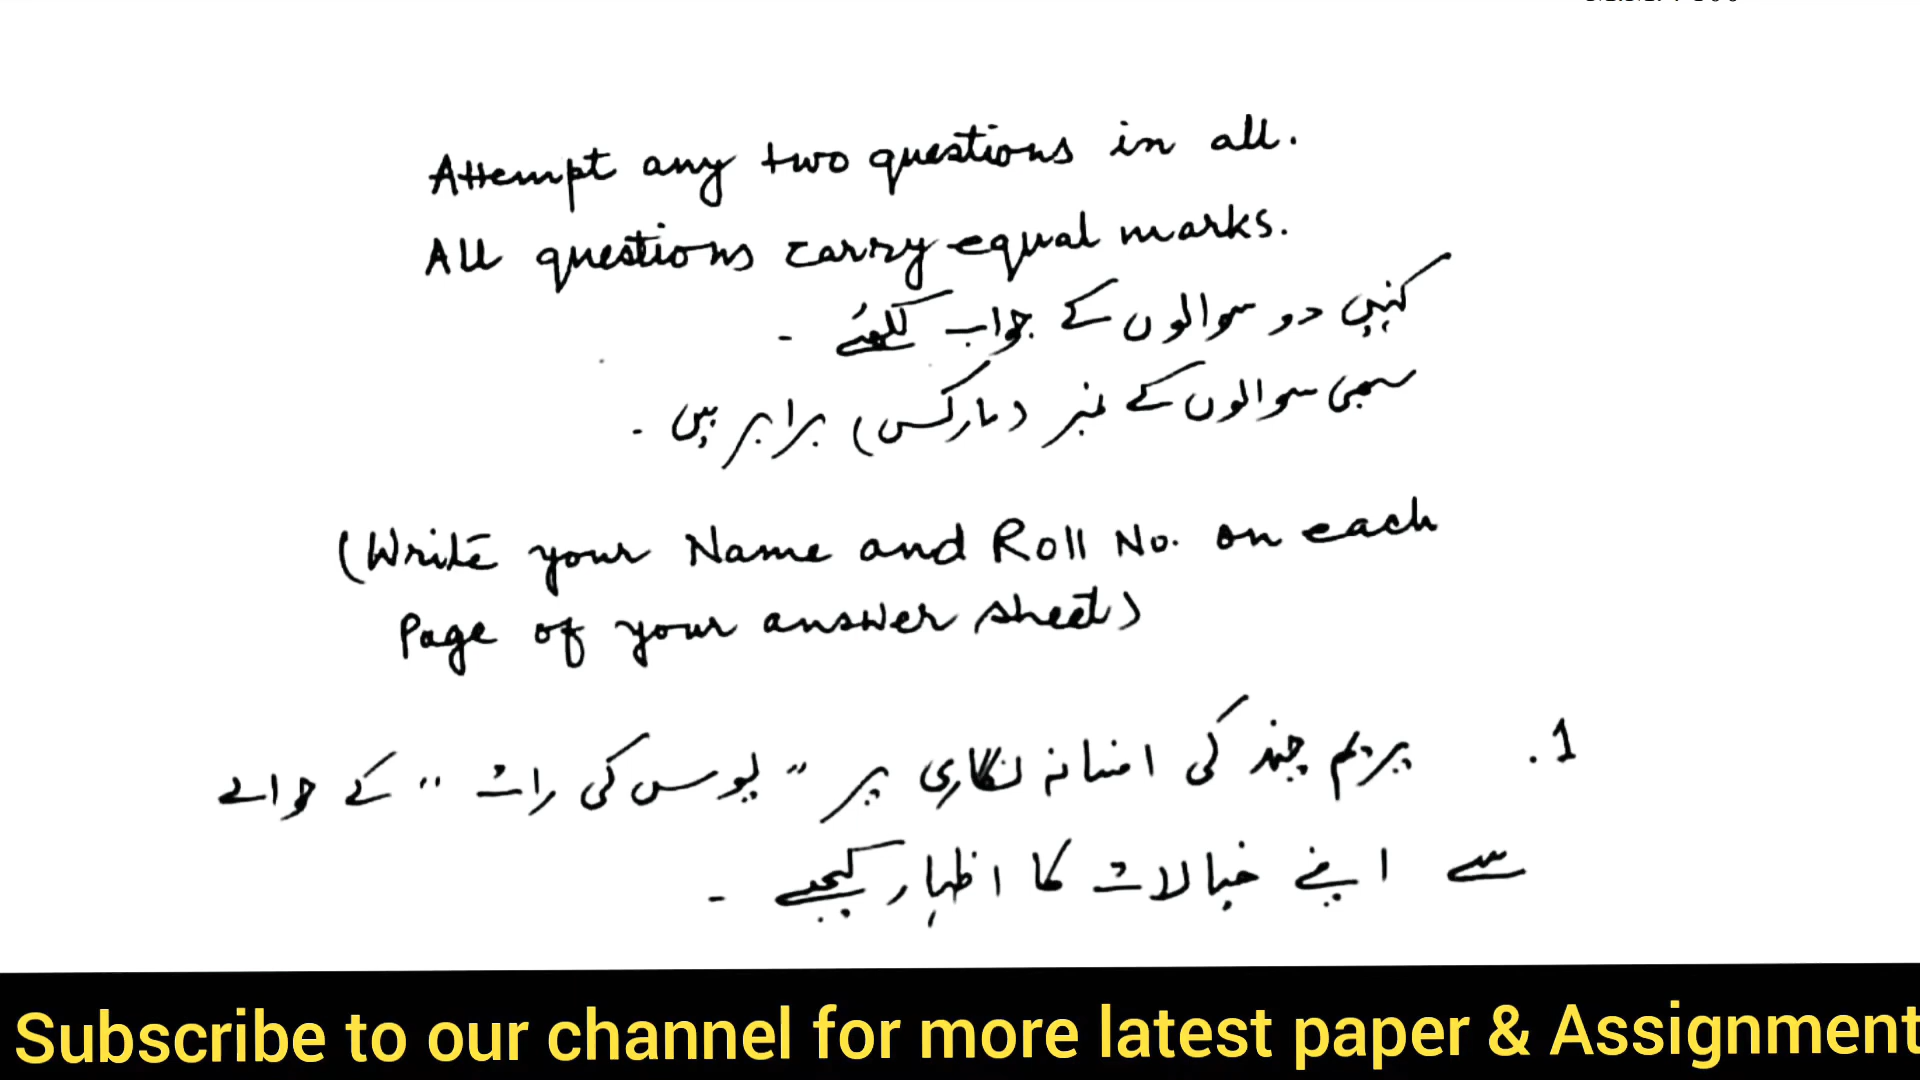 Attempt any two questions in all.
All questions carry equal marks.
کنہیں دو سوالوں کے جواب لکھئے ۔
سبھی سوالوں کے نمبر (مارکس) برابر ہیں ۔
(Write your Name and Roll No. on each
Page of your answer sheet)
1. پریم چند کی افسانہ نگاری پر "پوس کی رات" کے حوالے
سے اپنے خیالات کا اظہار کیجیے ۔
Subscribe to our channel for more latest paper & Assignment